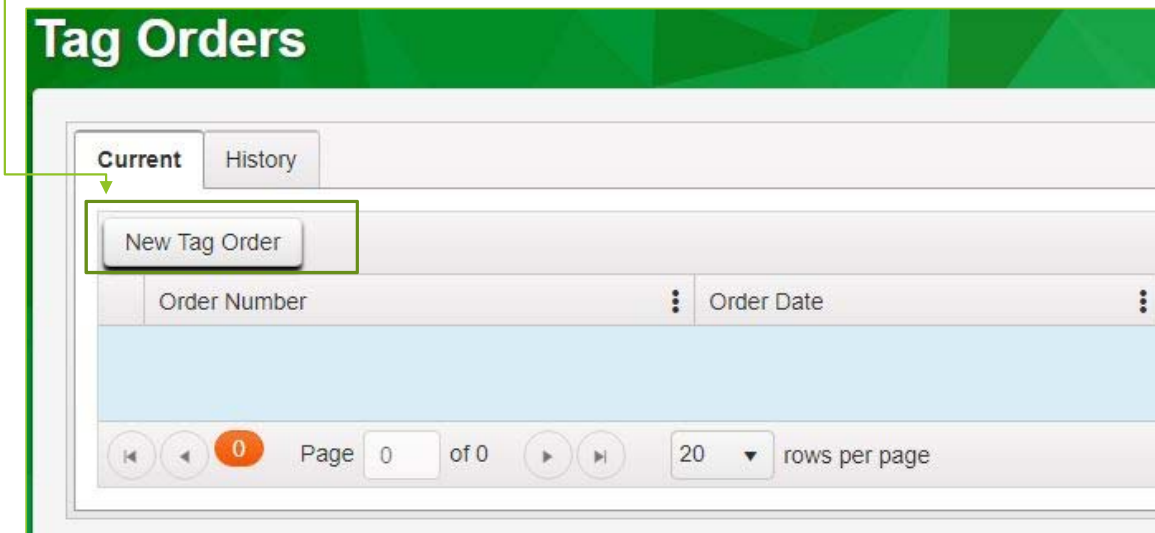 Tag Orders
Current History
New Tag Order
Order Number Order Date
0 Page 0 of 0 20 rows per page